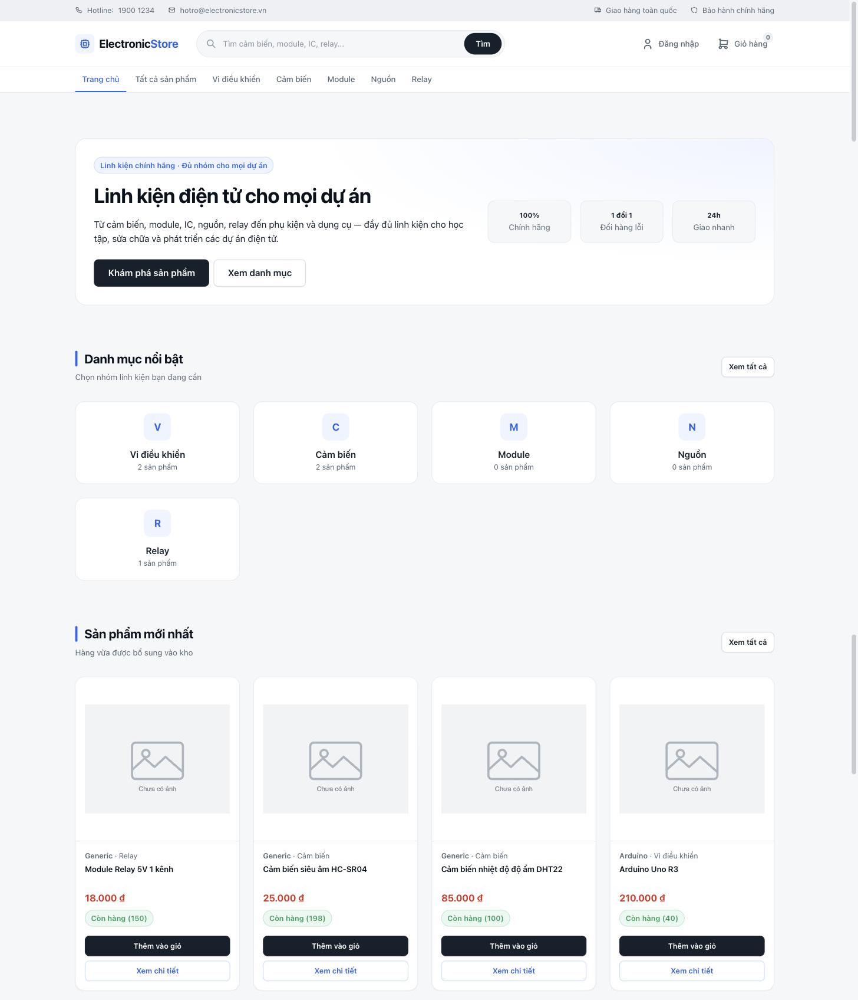 Hotline: 1900 1234
hotro@electronicstore.vn
Giao hàng toàn quốc
Bảo hành chính hãng
ElectronicStore
Tìm cảm biến, module, IC, relay...
Tìm
Đăng nhập
Giỏ hàng
0
Trang chủ
Tất cả sản phẩm
Vi điều khiển
Cảm biến
Module
Nguồn
Relay
Linh kiện chính hãng · Đủ nhóm cho mọi dự án
Linh kiện điện tử cho mọi dự án
Từ cảm biến, module, IC, nguồn, relay đến phụ kiện và dụng cụ — đầy đủ linh kiện cho học
tập, sửa chữa và phát triển các dự án điện tử.
Khám phá sản phẩm
Xem danh mục
100%
Chính hãng
1 đổi 1
Đổi hàng lỗi
24h
Giao nhanh
Danh mục nổi bật
Chọn nhóm linh kiện bạn đang cần
Xem tất cả
V
Vi điều khiển
2 sản phẩm
C
Cảm biến
2 sản phẩm
M
Module
0 sản phẩm
N
Nguồn
0 sản phẩm
R
Relay
1 sản phẩm
Sản phẩm mới nhất
Hàng vừa được bổ sung vào kho
Xem tất cả
Chưa có ảnh
Generic · Relay
Module Relay 5V 1 kênh
18.000 ₫
Còn hàng (150)
Thêm vào giỏ
Xem chi tiết
Chưa có ảnh
Generic · Cảm biến
Cảm biến siêu âm HC-SR04
25.000 ₫
Còn hàng (198)
Thêm vào giỏ
Xem chi tiết
Chưa có ảnh
Generic · Cảm biến
Cảm biến nhiệt độ độ ẩm DHT22
85.000 ₫
Còn hàng (100)
Thêm vào giỏ
Xem chi tiết
Chưa có ảnh
Arduino · Vi điều khiển
Arduino Uno R3
210.000 ₫
Còn hàng (40)
Thêm vào giỏ
Xem chi tiết